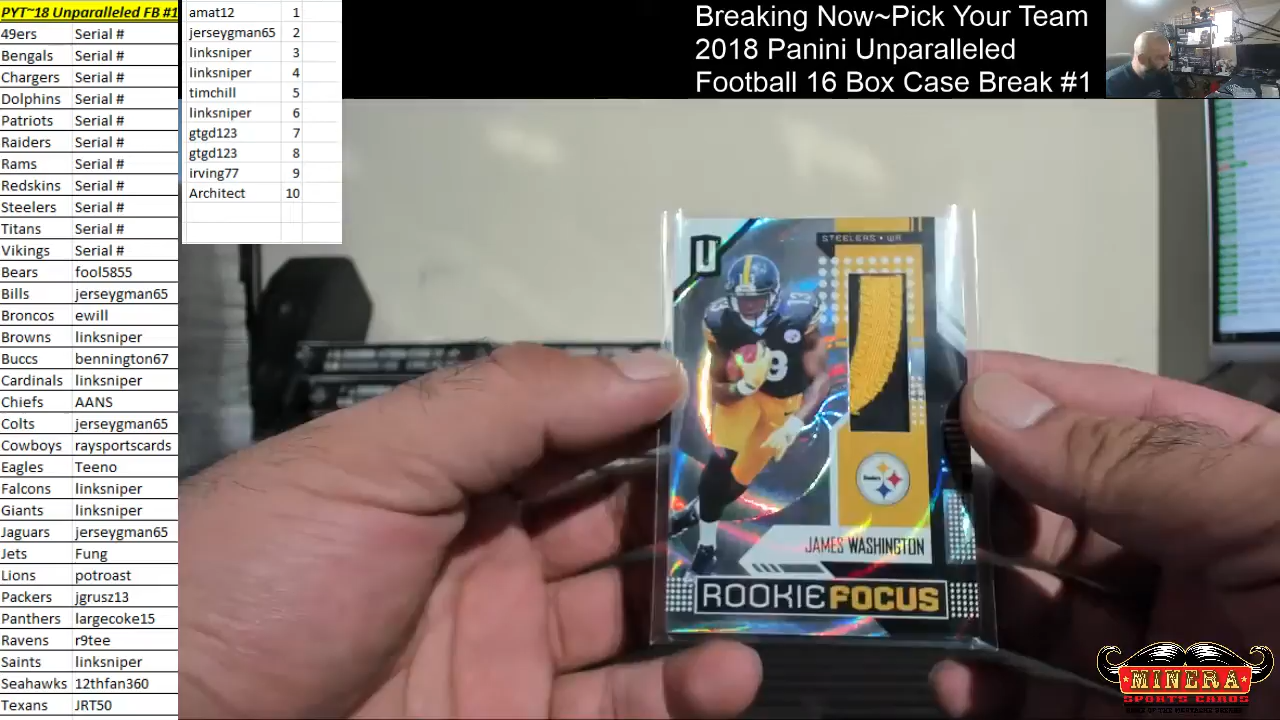 PYT~18 Unparalleled FB #1
49ers Serial #
Bengals Serial #
Chargers Serial #
Dolphins Serial #
Patriots Serial #
Raiders Serial #
Rams Serial #
Redskins Serial #
Steelers Serial #
Titans Serial #
Vikings Serial #
Bears fool5855
Bills jerseygman65
Broncos ewill
Browns linksniper
Buccs bennington67
Cardinals linksniper
Chiefs AANS
Colts jerseygman65
Cowboys raysportscards
Eagles Teeno
Falcons linksniper
Giants linksniper
Jaguars jerseygman65
Jets Fung
Lions potroast
Packers jgrusz13
Panthers largecoke15
Ravens r9tee
Saints linksniper
Seahawks 12thfan360
Texans JRT50
amat12 1
jerseygman65 2
linksniper 3
linksniper 4
timchill 5
linksniper 6
gtgd123 7
gtgd123 8
irving77 9
Architect 10
Breaking Now~Pick Your Team
2018 Panini Unparalleled
Football 16 Box Case Break #1
U
STEELERS • WR
13
Steelers
JAMES WASHINGTON
ROOKIE FOCUS
MINERA
SPORTS CARDS